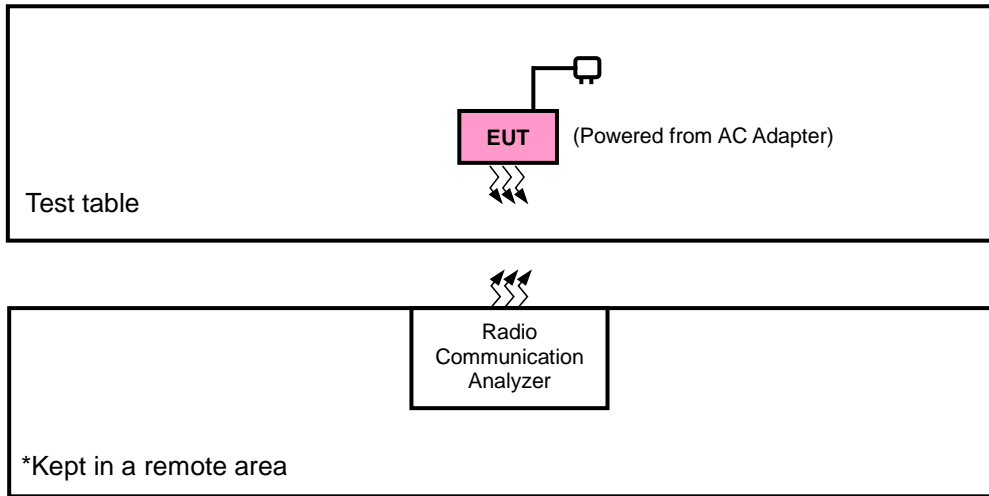 EUT
(Powered from AC Adapter)
Test table
Radio
Communication
Analyzer
*Kept in a remote area